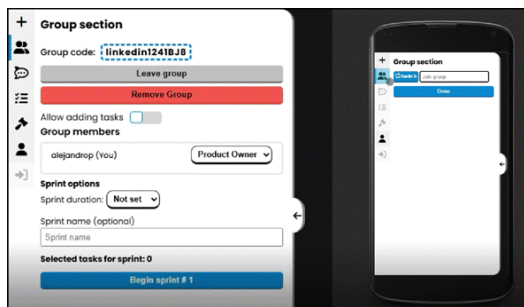 Group section
Group code: linkedin1241BJ8
Leave group
Remove Group
Allow adding tasks
Group members
alejandrop (You)
Product Owner
Sprint options
Sprint duration: Not set
Sprint name (optional)
Sprint name
Selected tasks for sprint: 0
Begin sprint # 1
Group section
Join group
Done